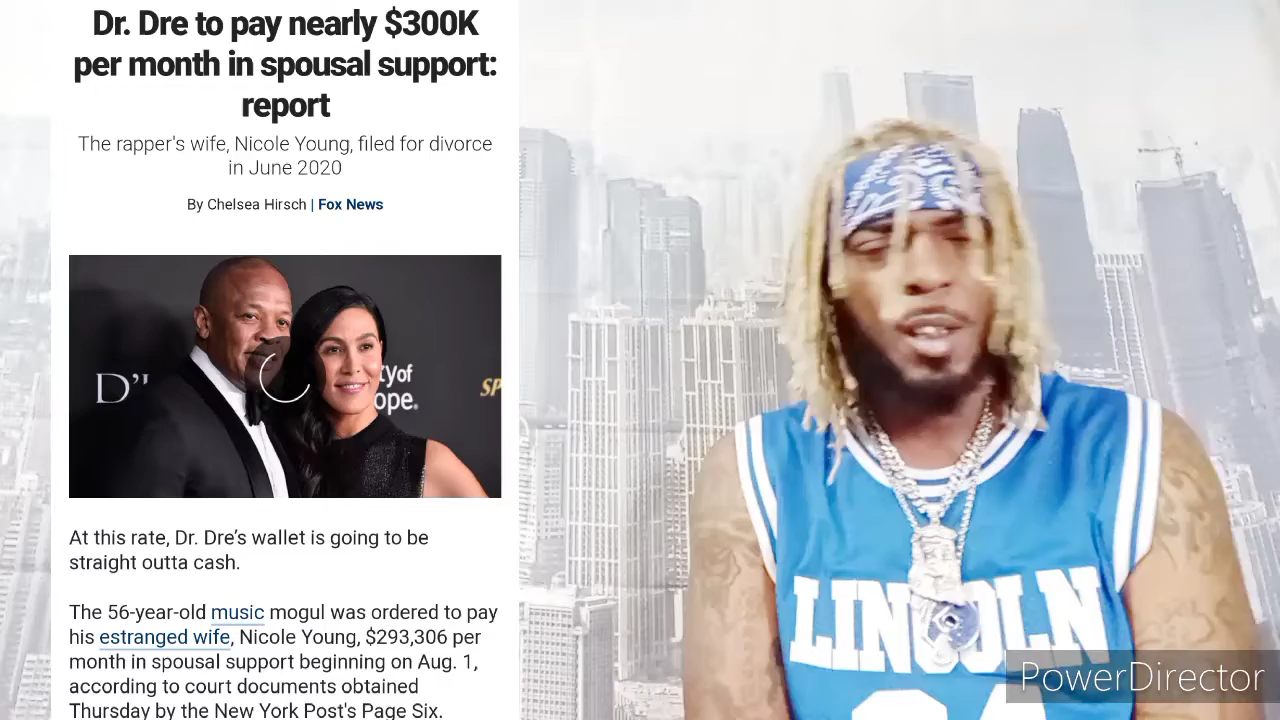 Dr. Dre to pay nearly $300K
per month in spousal support:
report
The rapper's wife, Nicole Young, filed for divorce
in June 2020
By Chelsea Hirsch | Fox News
D"
ty of
ope.
SP
At this rate, Dr. Dre’s wallet is going to be
straight outta cash.
The 56-year-old music mogul was ordered to pay
his estranged wife, Nicole Young, $293,306 per
month in spousal support beginning on Aug. 1,
according to court documents obtained
Thursday by the New York Post's Page Six.
LINCOLN
PowerDirector